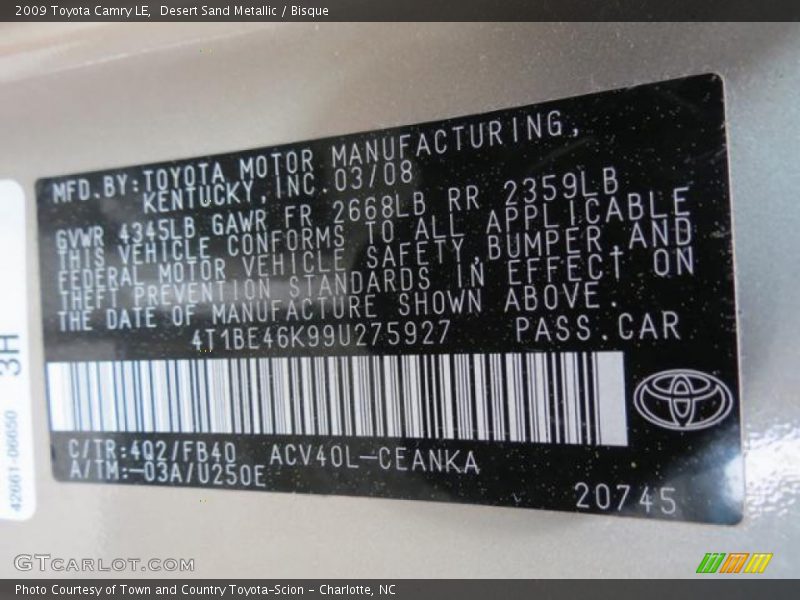 2009 Toyota Camry LE, Desert Sand Metallic / Bisque
MFD.BY:TOYOTA MOTOR MANUFACTURING,
KENTUCKY,INC.03/08
GVWR 4345LB GAWR FR 2668LB RR 2359LB
THIS VEHICLE CONFORMS TO ALL APPLICABLE
FEDERAL MOTOR VEHICLE SAFETY,BUMPER,AND
THEFT PREVENTION STANDARDS IN EFFECT ON
THE DATE OF MANUFACTURE SHOWN ABOVE.
4T1BE46K99U275927 PASS.CAR
C/TR:4Q2/FB4D ACV40L-CEANKA
A/TM:-03A/U250E
20745
3H
42661-06650
GTCARLOT.COM
Photo Courtesy of Town and Country Toyota-Scion - Charlotte, NC